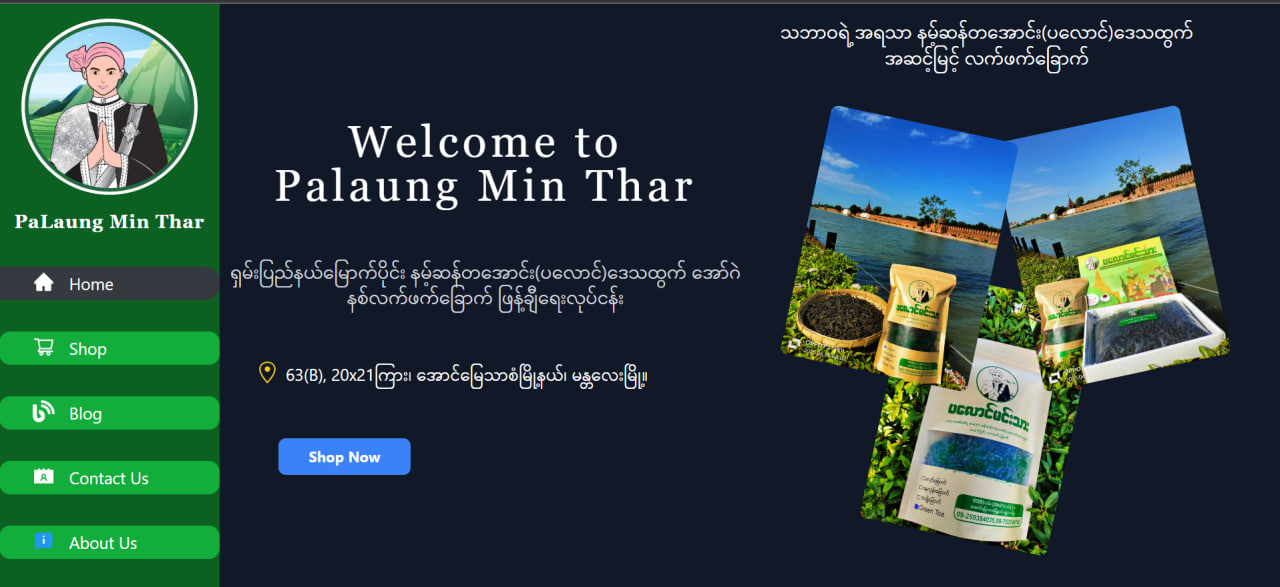 PaLaung Min Thar
Home
Shop
Blog
Contact Us
About Us
Welcome to
Palaung Min Thar
ရှမ်းပြည်နယ်မြောက်ပိုင်း နမ့်ဆန်တအောင်း(ပလောင်)ဒေသထွက် အော်ဂဲ
နစ်လက်ဖက်ခြောက် ဖြန့်ချီရေးလုပ်ငန်း
63(B), 20x21ကြား၊ အောင်မြေသာစံမြို့နယ်၊ မန္တလေးမြို့။
Shop Now
သဘာဝရဲ့အရသာ နမ့်ဆန်တအောင်း(ပလောင်)ဒေသထွက်
အဆင့်မြင့် လက်ဖက်ခြောက်
ပလောင်မင်းသား
ပလောင်မင်းသား
ပလောင်မင်းသား
Green Tea